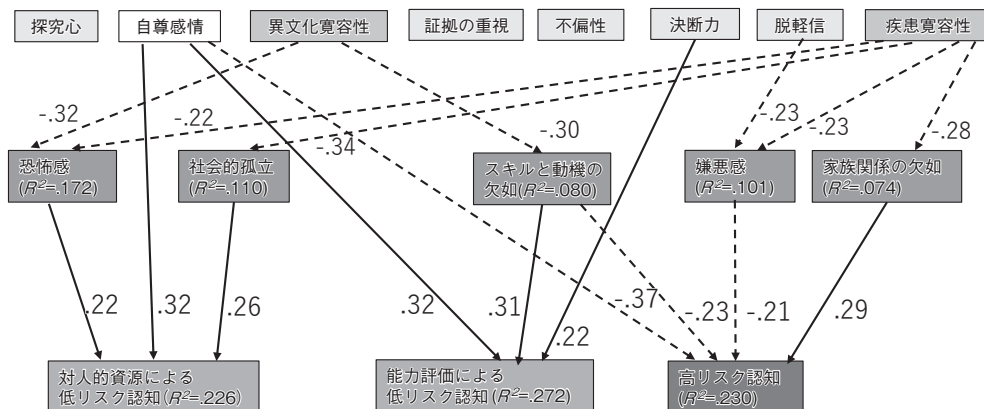 探究心 自尊感情 異文化寛容性 証拠の重視 不偏性 決断力 脱軽信 疾患寛容性
-.32 -.22 -.34 -.30 -.23 -.23 -.28
恐怖感
(R²=.172)
社会的孤立
(R²=.110)
スキルと動機の
欠如(R²=.080)
嫌悪感
(R²=.101)
家族関係の欠如
(R²=.074)
.22 .32 .26 .32 .31 .22 -.37 -.23 -.21 .29
対人的資源による
低リスク認知(R²=.226)
能力評価による
低リスク認知(R²=.272)
高リスク認知
(R²=.230)